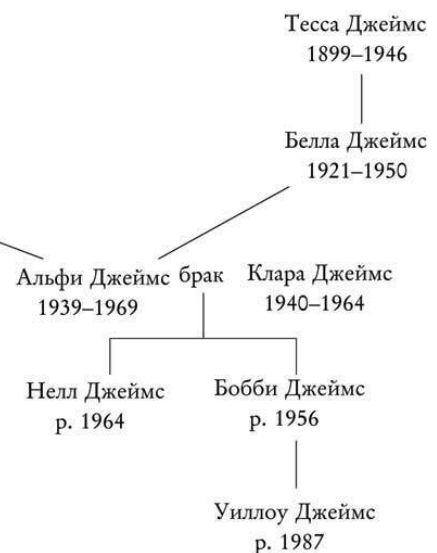 Тесса Джеймс
1899–1946
Белла Джеймс
1921–1950
Альфи Джеймс брак Клара Джеймс
1939–1969 1940–1964
Нелл Джеймс Бобби Джеймс
р. 1964 р. 1956
Уиллоу Джеймс
р. 1987